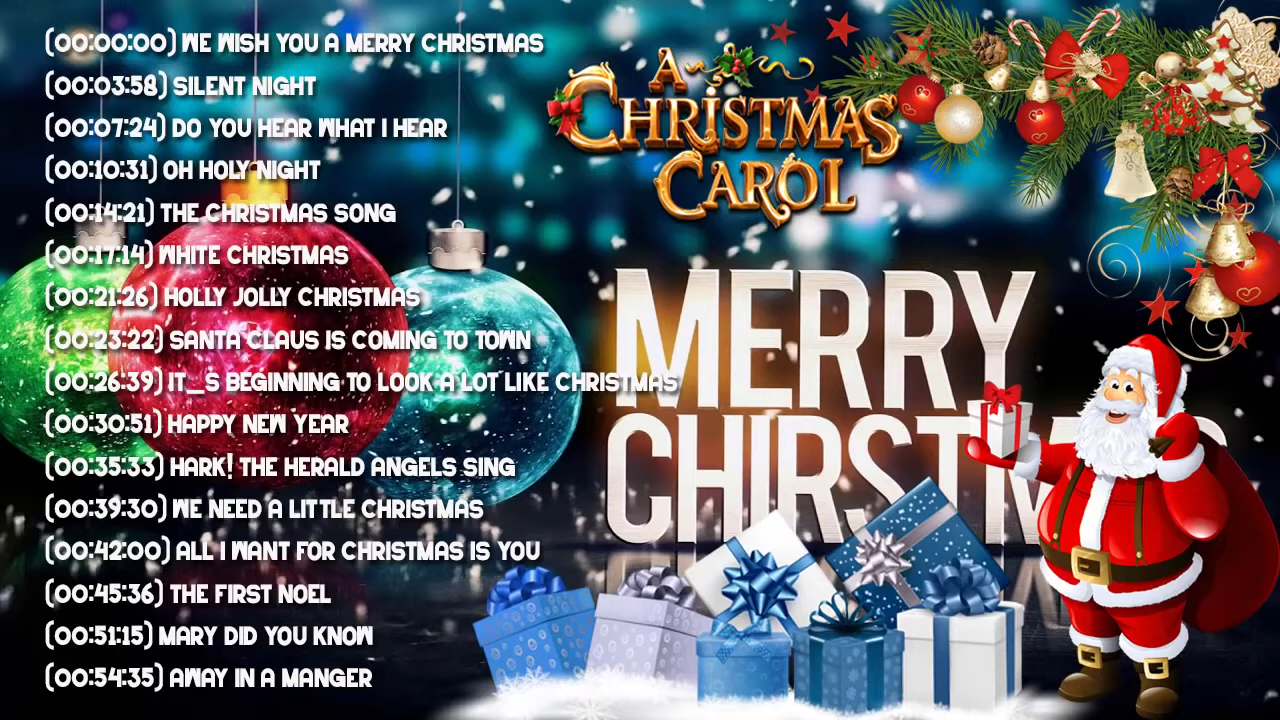 (00:00:00) WE WISH YOU A MERRY CHRISTMAS
(00:03:58) SILENT NIGHT
(00:07:24) DO YOU HEAR WHAT I HEAR
(00:10:31) OH HOLY NIGHT
(00:14:21) THE CHRISTMAS SONG
(00:17:14) WHITE CHRISTMAS
(00:21:26) HOLLY JOLLY CHRISTMAS
(00:23:22) SANTA CLAUS IS COMING TO TOWN
(00:26:39) IT_S BEGINNING TO LOOK A LOT LIKE CHRISTMAS
(00:30:51) HAPPY NEW YEAR
(00:35:33) HARK! THE HERALD ANGELS SING
(00:39:30) WE NEED A LITTLE CHRISTMAS
(00:42:00) ALL I WANT FOR CHRISTMAS IS YOU
(00:45:36) THE FIRST NOEL
(00:51:15) MARY DID YOU KNOW
(00:54:35) AWAY IN A MANGER
A
CHRISTMAS
CAROL
MERRY